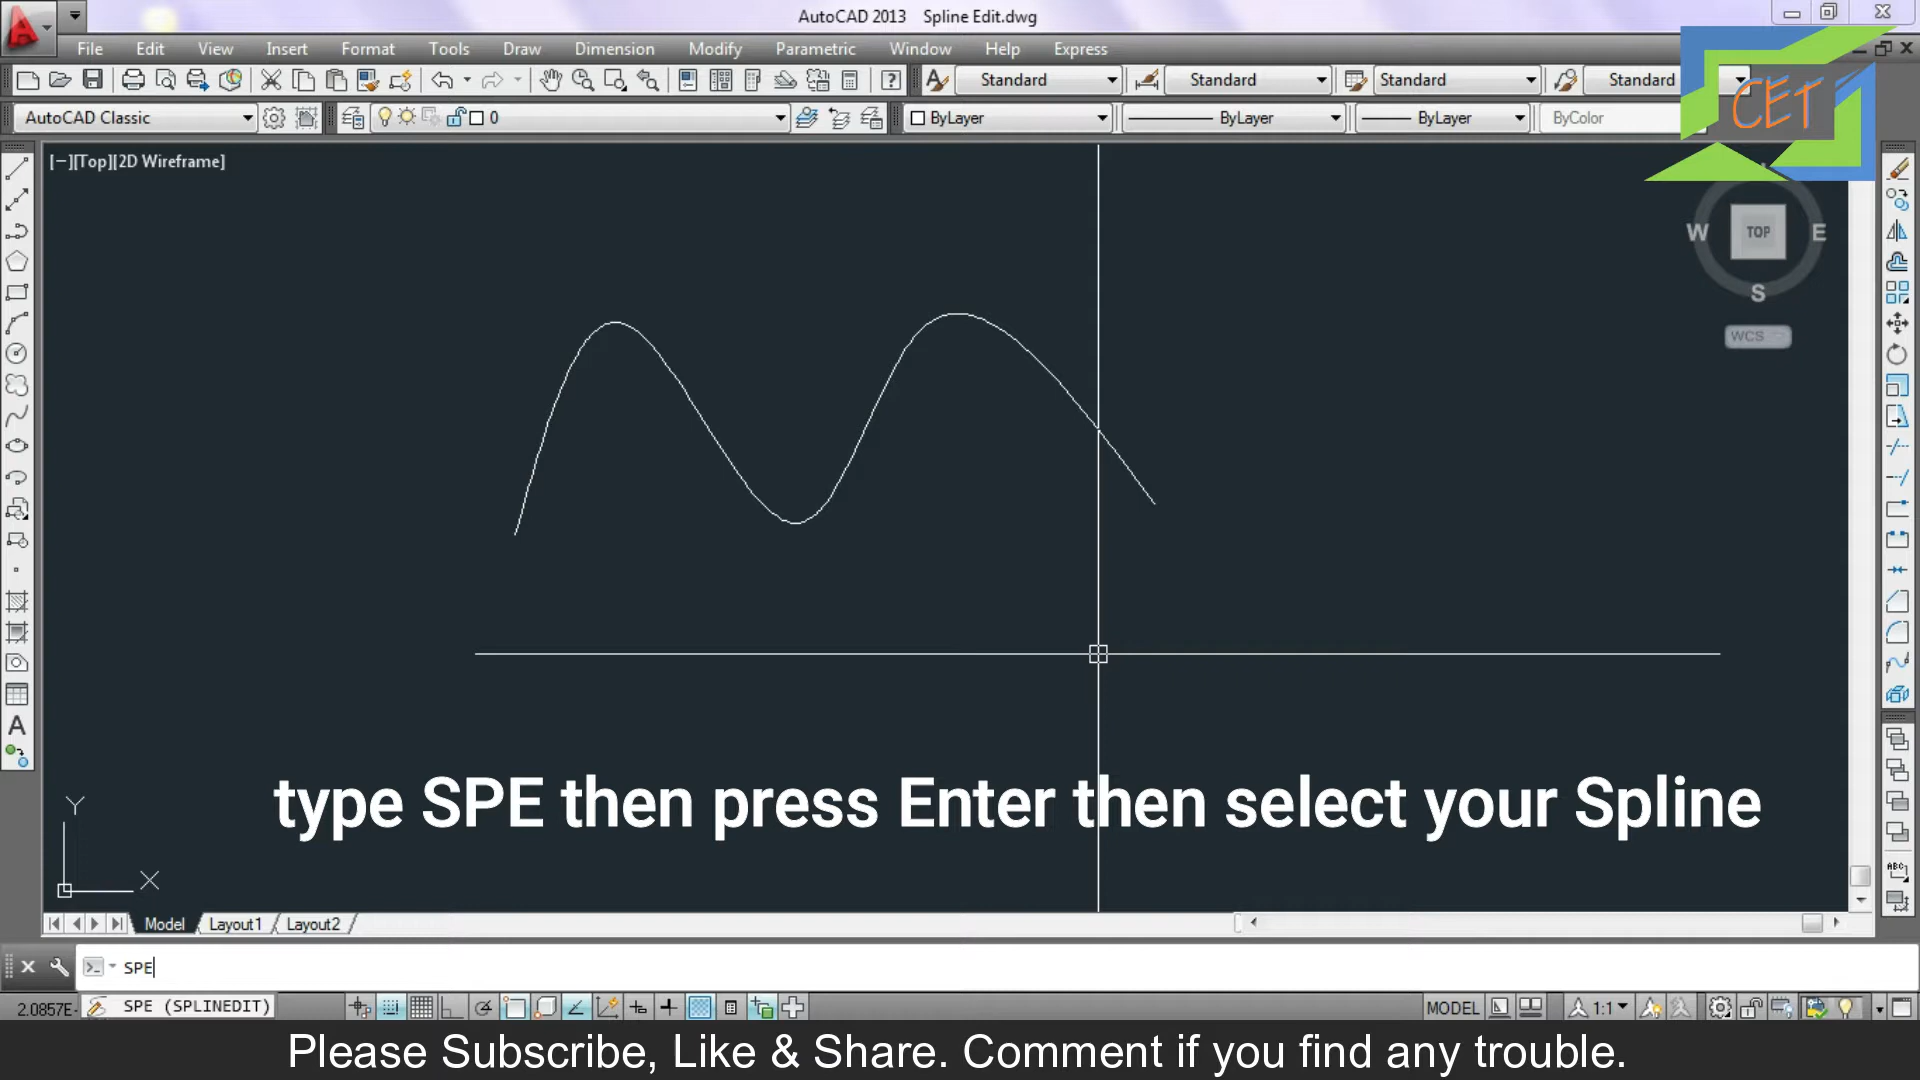 AutoCAD 2013 Spline Edit.dwg
File Edit View Insert Format Tools Draw Dimension Modify Parametric Window Help Express
Standard Standard Standard Standard
AutoCAD Classic 0 ByLayer ByLayer ByLayer ByColor
CET
[−][Top][2D Wireframe]
W TOP E
S
WCS
type SPE then press Enter then select your Spline
Y
X
Model Layout1 Layout2
SPE
2.0857E- SPE (SPLINEDIT) MODEL 1:1
Please Subscribe, Like & Share. Comment if you find any trouble.